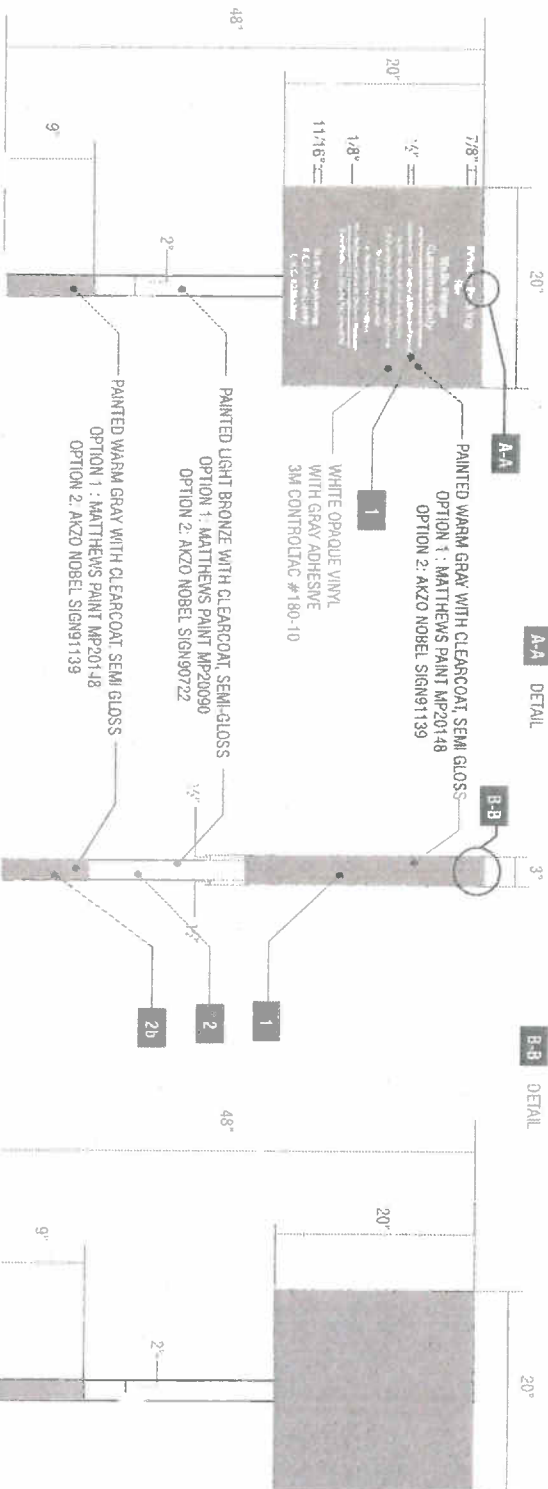 48"
20"
9"
7/8"
1/8"
11/16"
2"
20"
Private Parking
for
Only
A-A
PAINTED WARM GRAY WITH CLEARCOAT, SEMI GLOSS
OPTION 1 : MATTHEWS PAINT MP20148
OPTION 2: AKZO NOBEL SIGN91139
1
WHITE OPAQUE VINYL
WITH GRAY ADHESIVE
3M CONTROLTAC #180-10
PAINTED LIGHT BRONZE WITH CLEARCOAT, SEMI-GLOSS
OPTION 1: MATTHEWS PAINT MP20090
OPTION 2: AKZO NOBEL SIGN90722
PAINTED WARM GRAY WITH CLEARCOAT, SEMI GLOSS
OPTION 1 : MATTHEWS PAINT MP20148
OPTION 2: AKZO NOBEL SIGN91139
A-A DETAIL
B-B
3"
1
2
2b
B-B DETAIL
48"
20"
9"
2"
20"